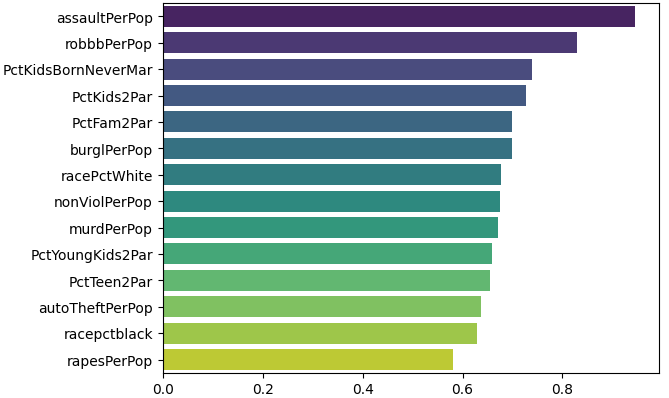 assaultPerPop
robbbPerPop
PctKidsBornNeverMar
PctKids2Par
PctFam2Par
burglPerPop
racePctWhite
nonViolPerPop
murdPerPop
PctYoungKids2Par
PctTeen2Par
autoTheftPerPop
racepctblack
rapesPerPop
0.0 0.2 0.4 0.6 0.8